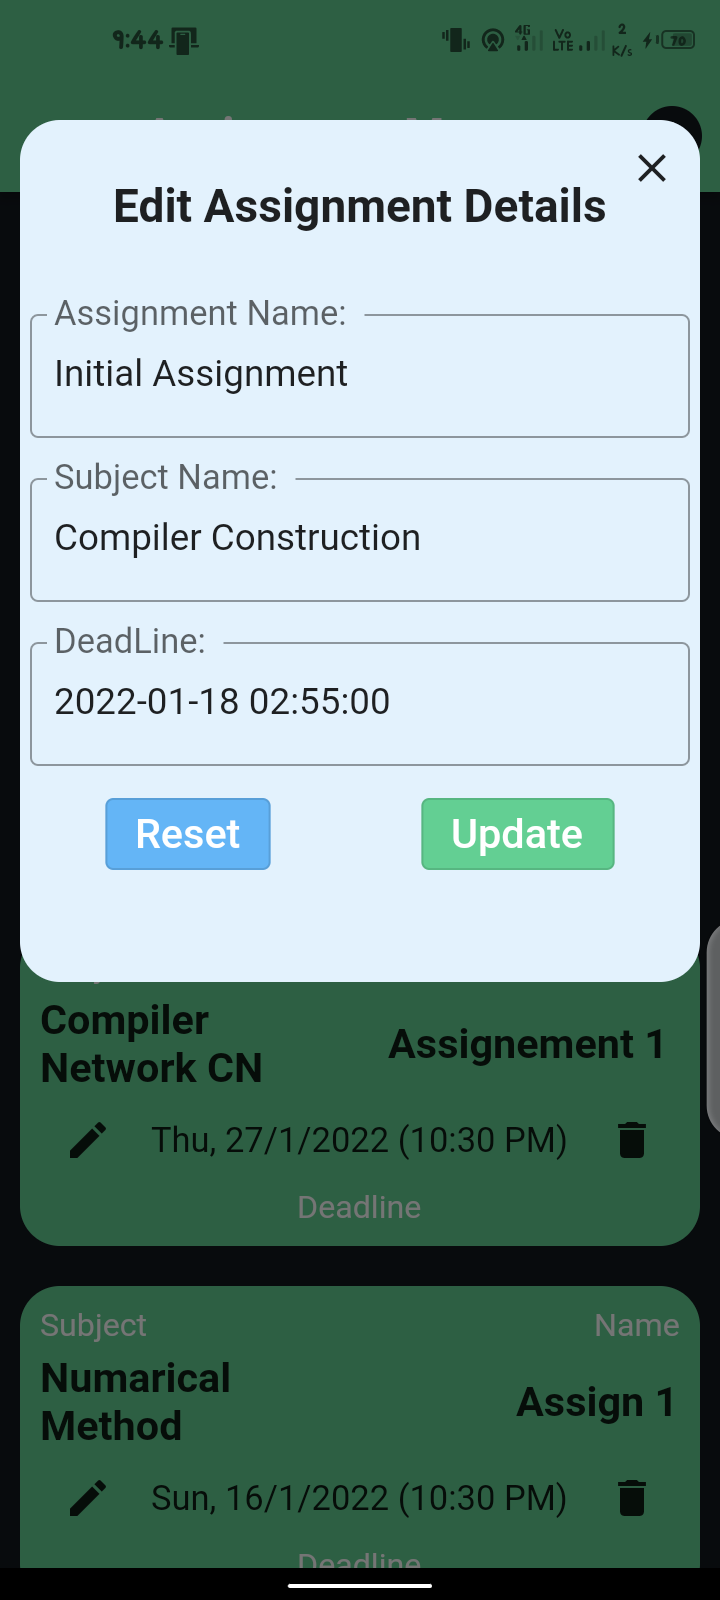 9:44
4G
Vo
LTE
2
K/s
70
Edit Assignment Details
Assignment Name:
Initial Assignment
Subject Name:
Compiler Construction
DeadLine:
2022-01-18 02:55:00
Reset Update
Compiler
Network CN
Assignement 1
Thu, 27/1/2022 (10:30 PM)
Deadline
Subject Name
Numarical
Method
Assign 1
Sun, 16/1/2022 (10:30 PM)
Deadline